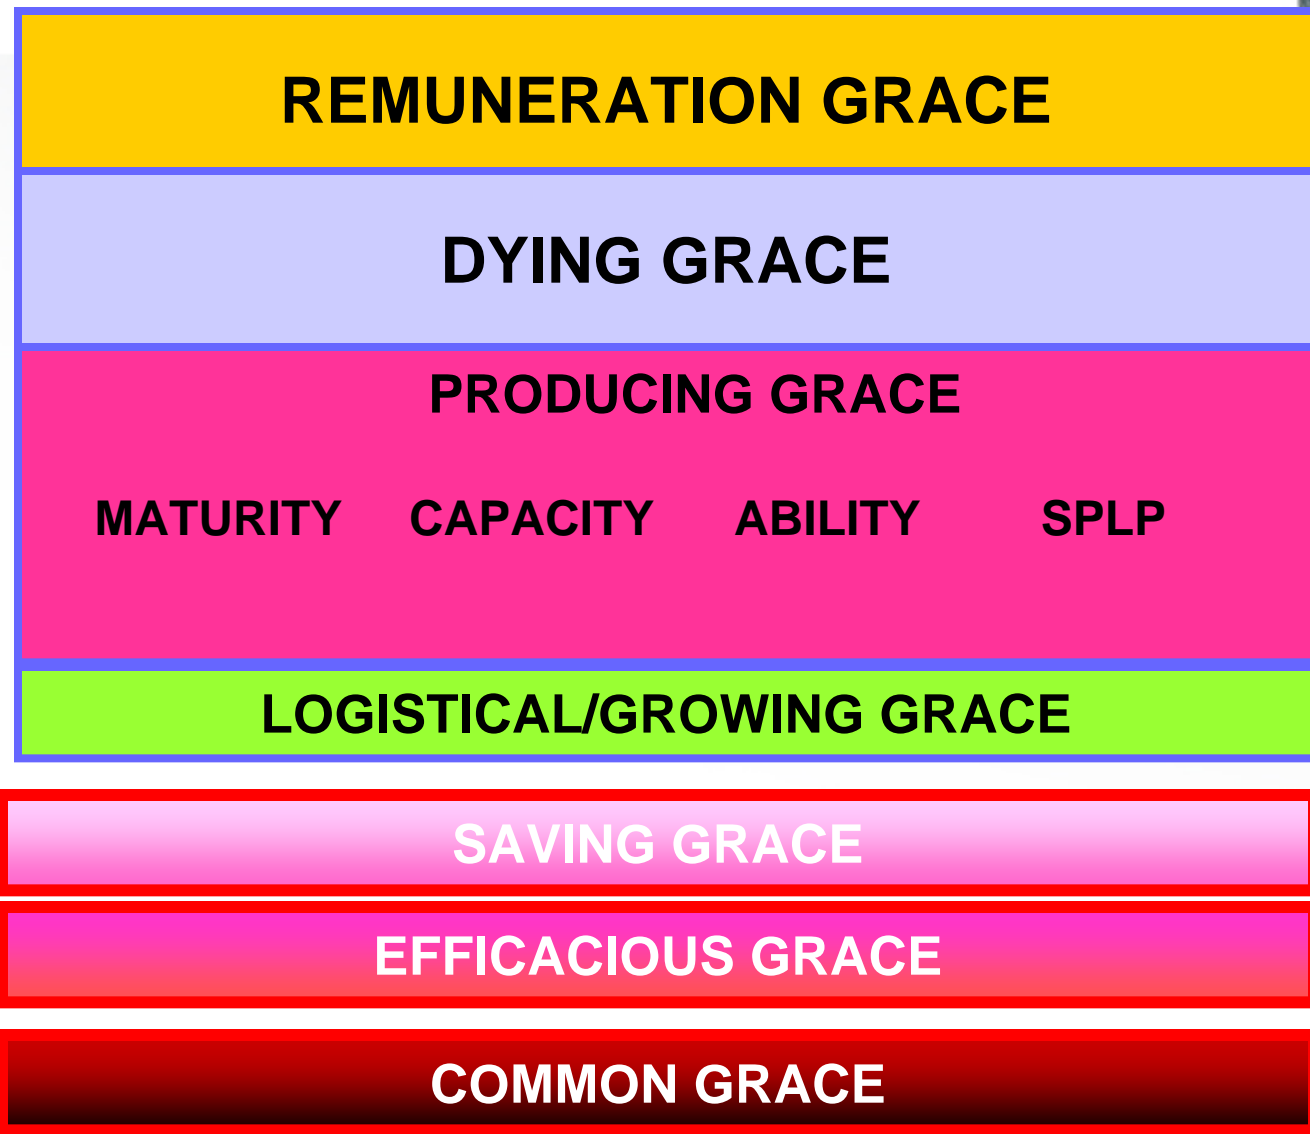 REMUNERATION GRACE
DYING GRACE
PRODUCING GRACE
MATURITY CAPACITY ABILITY SPLP
LOGISTICAL/GROWING GRACE
SAVING GRACE
EFFICACIOUS GRACE
COMMON GRACE